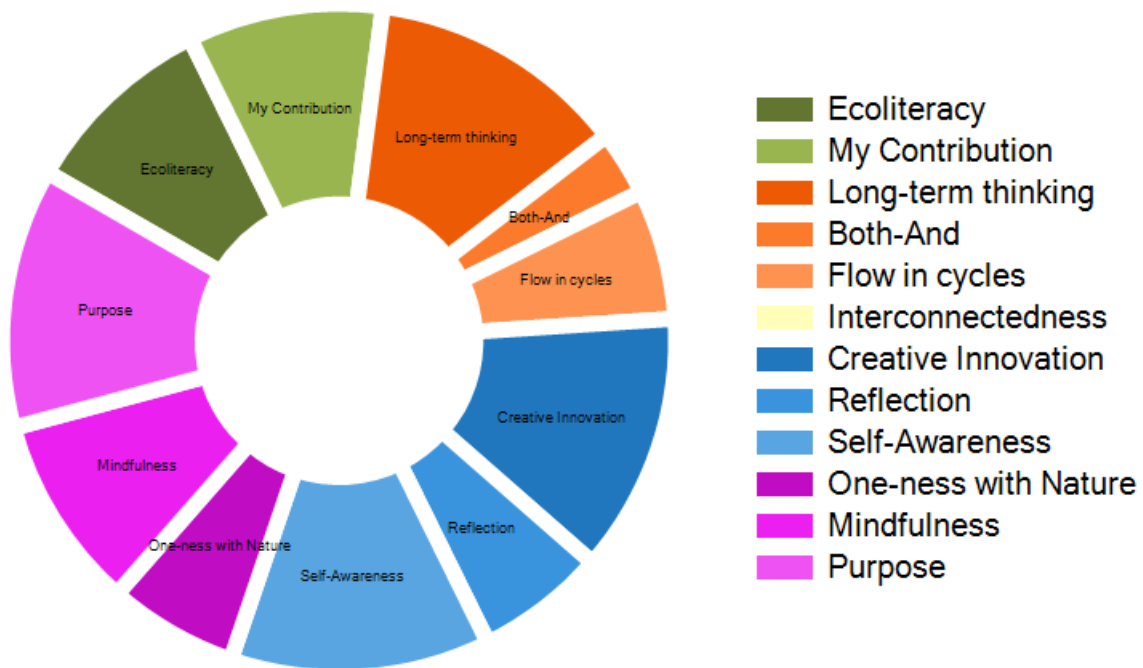 My Contribution
Long-term thinking
Ecoliteracy
Both-And
Flow in cycles
Purpose
Creative Innovation
Mindfulness
Reflection
One-ness with Nature
Self-Awareness
Ecoliteracy
My Contribution
Long-term thinking
Both-And
Flow in cycles
Interconnectedness
Creative Innovation
Reflection
Self-Awareness
One-ness with Nature
Mindfulness
Purpose